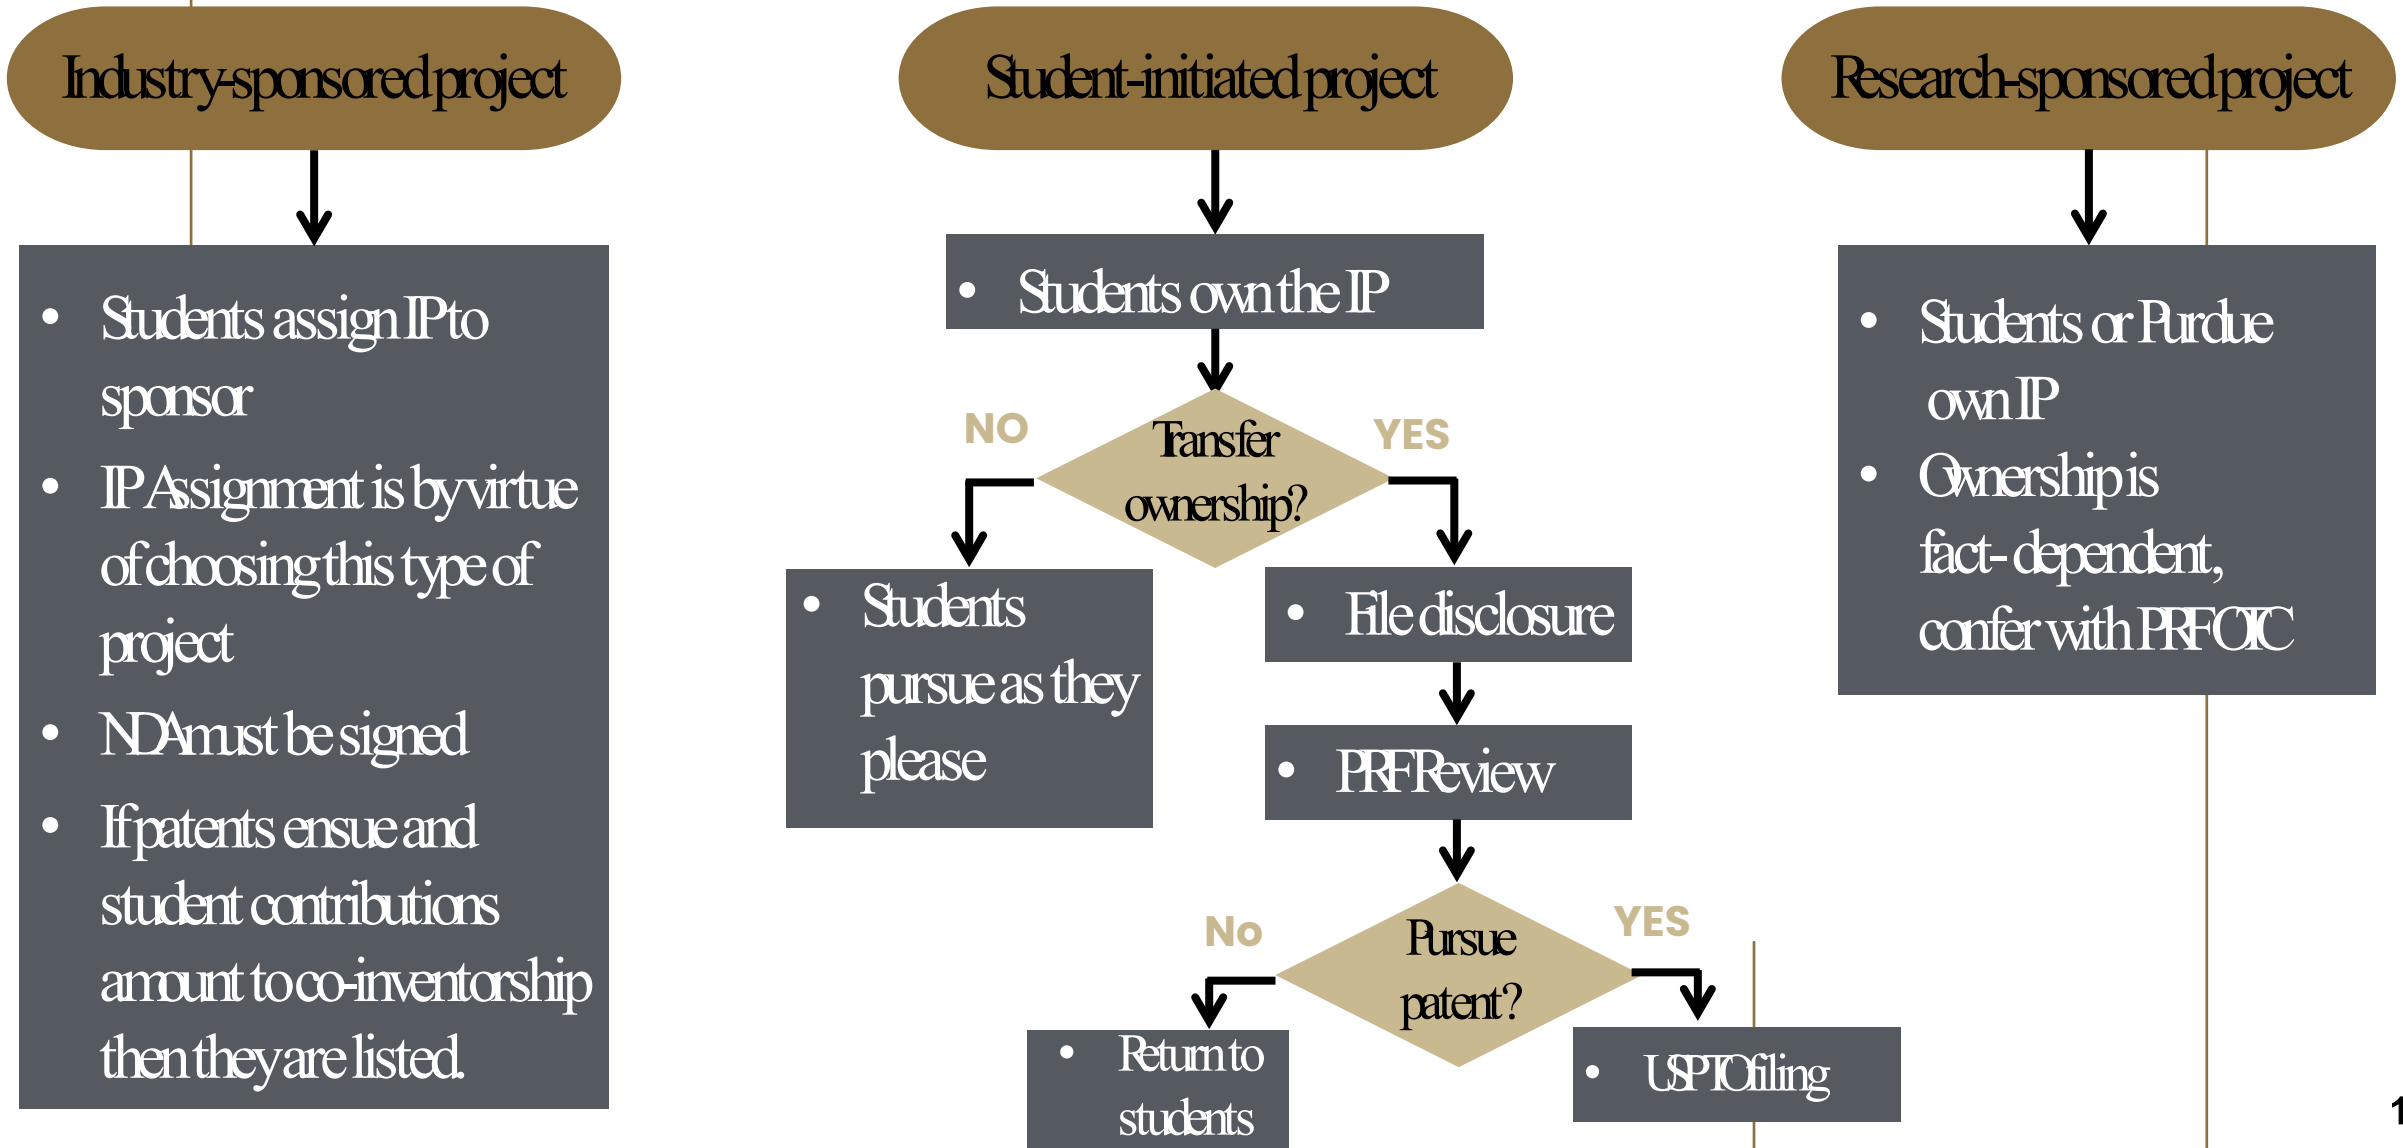 Industry-sponsored project
• Students assign IP to
sponsor
• IP Assignment is by virtue
of choosing this type of
project
• NDA must be signed
• If patents ensue and
student contributions
amount to co-inventorship
then they are listed.
Student-initiated project
• Students own the IP
Transfer
ownership?
NO
YES
• Students
pursue as they
please
• File disclosure
• PRF Review
Pursue
patent?
No
YES
• Return to
students
• USPTO filing
Research-sponsored project
• Students or Purdue
own IP
• Ownership is
fact- dependent,
confer with PRF OTC
1